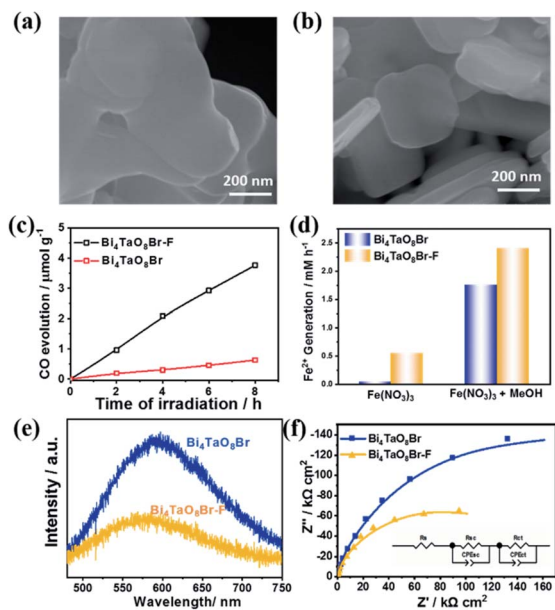 (a)
(b)
200 nm
200 nm
(c)
CO evolution / μmol g⁻¹
5
4
3
2
1
0
Bi₄TaO₈Br-F
Bi₄TaO₈Br
0 2 4 6 8
Time of irradiation / h
(d)
Fe²⁺ Generation / mM h⁻¹
2.5
2.0
1.5
1.0
0.5
0.0
Bi₄TaO₈Br
Bi₄TaO₈Br-F
Fe(NO₃)₃ Fe(NO₃)₃ + MeOH
(e)
Intensity / a.u.
Bi₄TaO₈Br
Bi₄TaO₈Br-F
500 550 600 650 700 750
Wavelength/ nm
(f)
Z'' / kΩ cm²
-140
-120
-100
-80
-60
-40
-20
0
Bi₄TaO₈Br
Bi₄TaO₈Br-F
Rs Rsc Rct
CPEsc CPEct
0 20 40 60 80 100 120 140 160
Z' / kΩ cm²